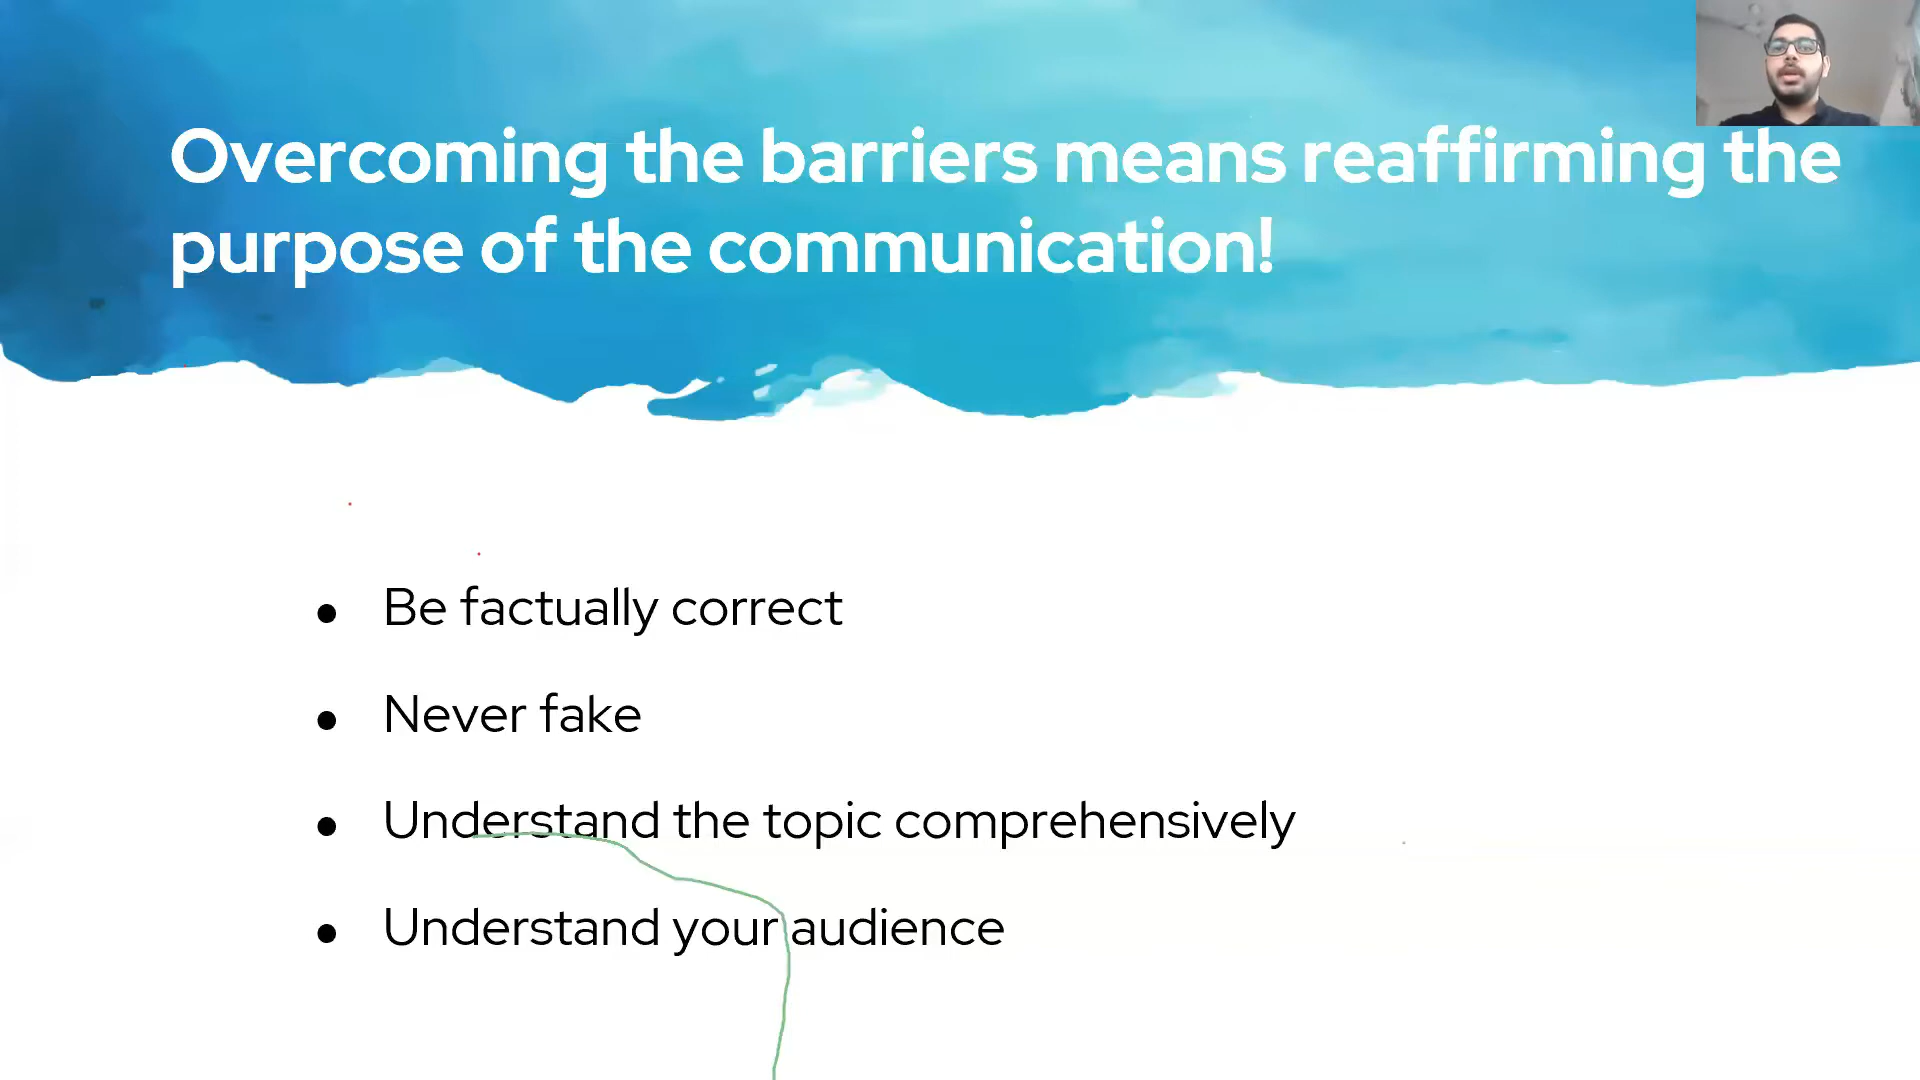 Overcoming the barriers means reaffirming the
purpose of the communication!
● Be factually correct
● Never fake
● Understand the topic comprehensively
● Understand your audience